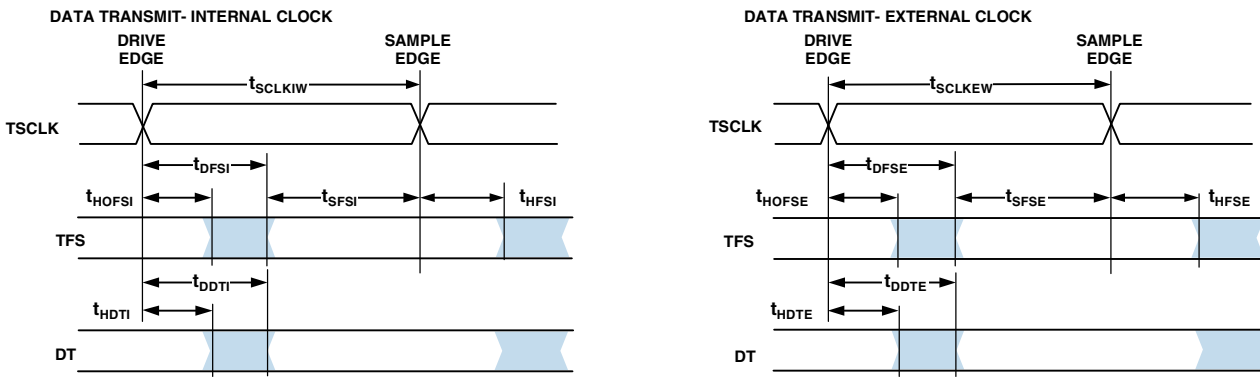 DATA TRANSMIT- INTERNAL CLOCK
DRIVE
EDGE
SAMPLE
EDGE
tSCLKIW
TSCLK
tDFSI
tHOFSI
tSFSI
tHFSI
TFS
tDDTI
tHDTI
DT
DATA TRANSMIT- EXTERNAL CLOCK
DRIVE
EDGE
SAMPLE
EDGE
tSCLKEW
TSCLK
tDFSE
tHOFSE
tSFSE
tHFSE
TFS
tDDTE
tHDTE
DT